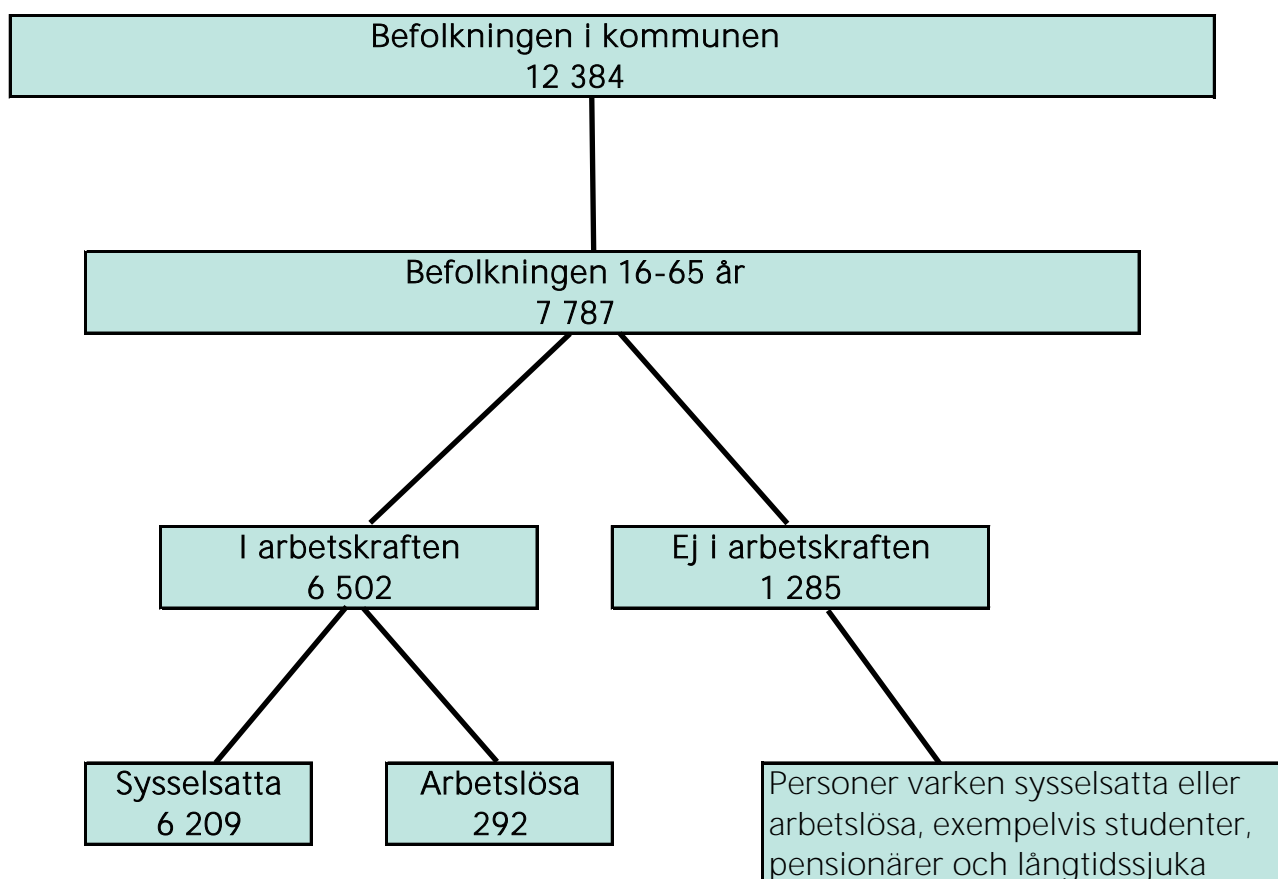 Befolkningen i kommunen
12 384
Befolkningen 16-65 år
7 787
I arbetskraften
6 502
Ej i arbetskraften
1 285
Sysselsatta
6 209
Arbetslösa
292
Personer varken sysselsatta eller
arbetslösa, exempelvis studenter,
pensionärer och långtidssjuka